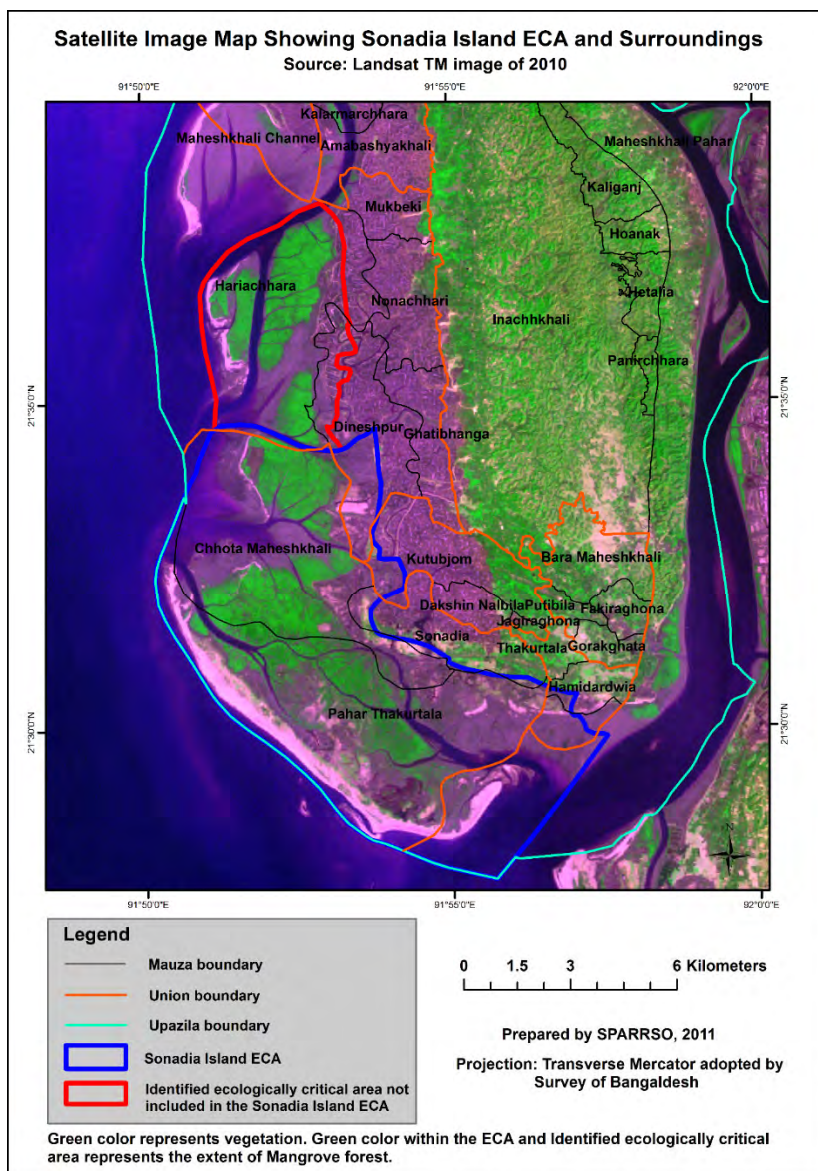 Satellite Image Map Showing Sonadia Island ECA and Surroundings
Source: Landsat TM image of 2010
91°50'0"E
91°55'0"E
92°0'0"E
Kalarmarchhara
Maheshkhali Channel
Amabashyakhali
Maheshkhali Pahar
Kaliganj
Mukbeki
Hoanak
Hariachhara
Hetalia
Nonachhari
Inachhkhali
Panirchhara
21°35'0"N
21°35'0"N
Dineshpur
Ghatibhanga
Chhota Maheshkhali
Kutubjom
Bara Maheshkhali
Dakshin Nalbila
Putibila
Fakiraghona
Jagiraghona
Sonadia
Thakurtala
Gorakghata
Hamidardwia
Pahar Thakurtala
21°30'0"N
21°30'0"N
N
91°50'0"E
91°55'0"E
92°0'0"E
Legend
Mauza boundary
Union boundary
Upazila boundary
Sonadia Island ECA
Identified ecologically critical area not
included in the Sonadia Island ECA
0 1.5 3 6 Kilometers
Prepared by SPARRSO, 2011
Projection: Transverse Mercator adopted by
Survey of Bangaldesh
Green color represents vegetation. Green color within the ECA and Identified ecologically critical
area represents the extent of Mangrove forest.